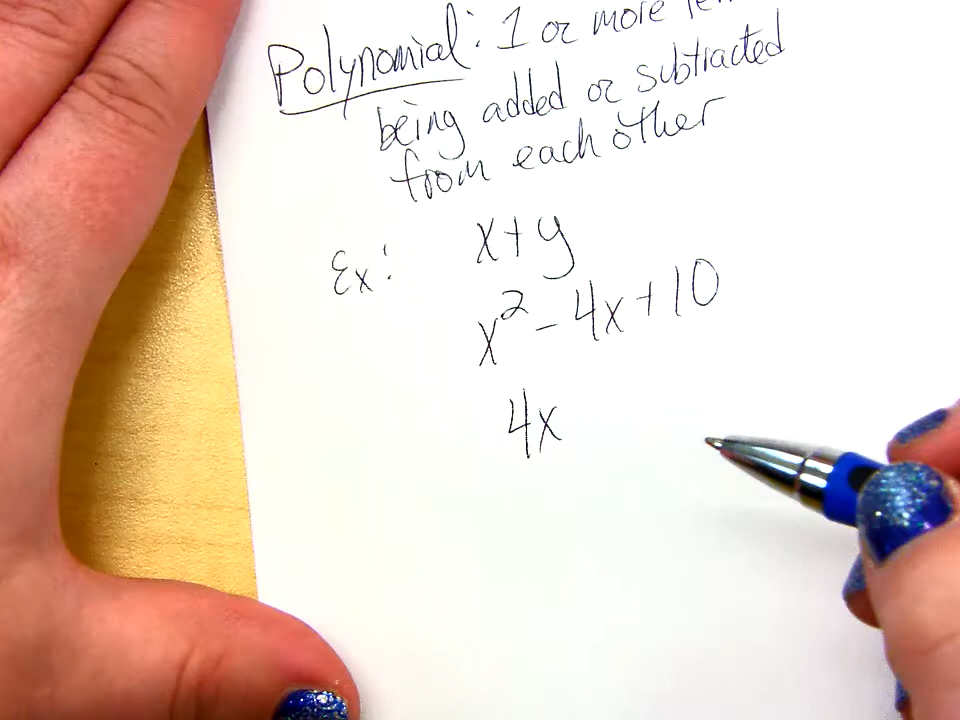 Polynomial: 1 or more
being added or subtracted
from each other
Ex: x+y
x² - 4x + 10
4x